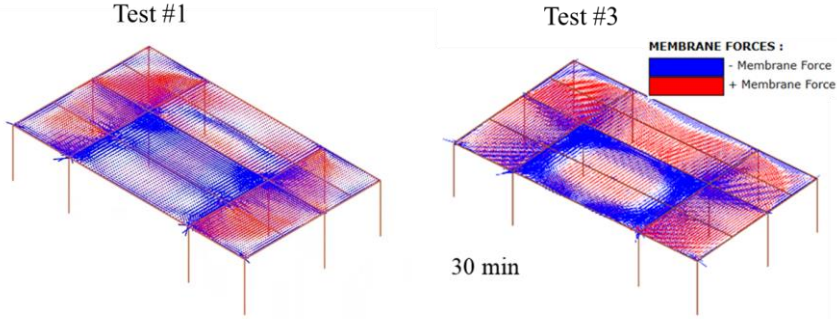 Test #1
Test #3
MEMBRANE FORCES :
- Membrane Force
+ Membrane Force
30 min